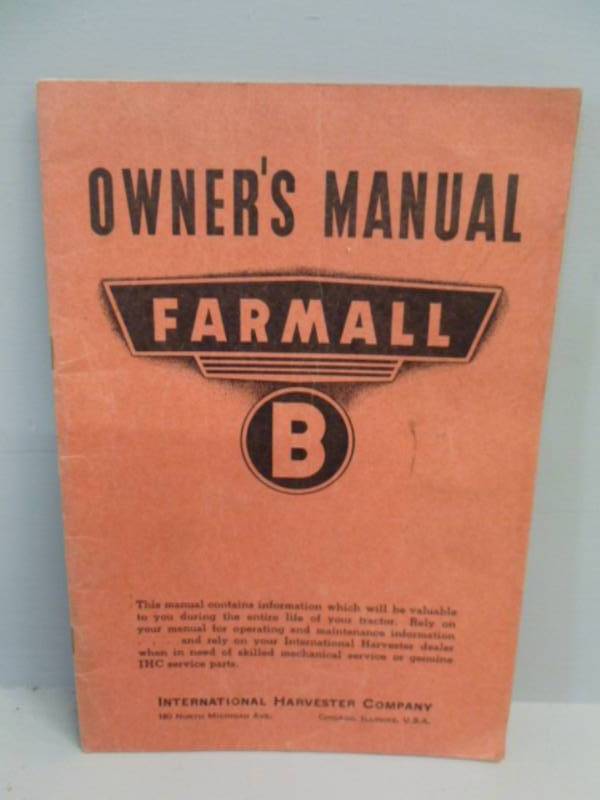 OWNER'S MANUAL
FARMALL
B
This manual contains information which will be valuable
to you during the entire life of your tractor. Rely on
your manual for operating and maintenance information
. . . . and rely on your International Harvester dealer
when in need of skilled mechanical service or genuine
IHC service parts.
INTERNATIONAL HARVESTER COMPANY
180 NORTH MICHIGAN AVE. CHICAGO, ILLINOIS, U.S.A.